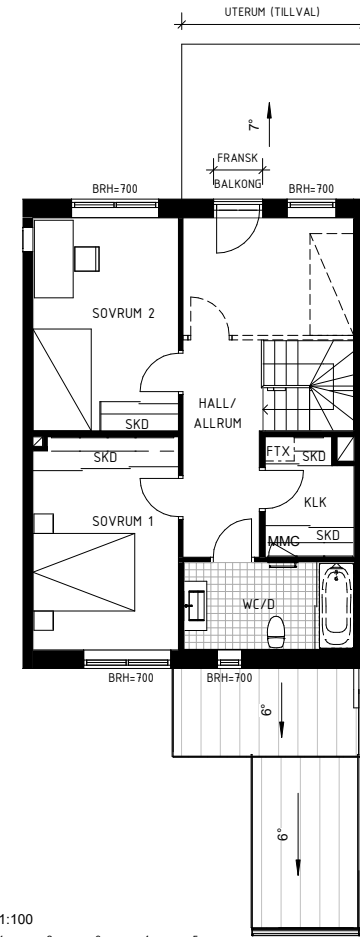 UTERUM (TILLVAL)
7°
FRANSK
BALKONG
BRH=700
BRH=700
SOVRUM 2
HALL/
ALLRUM
SKD
SKD
FTX
SKD
KLK
SOVRUM 1
MMC
SKD
WC/D
BRH=700
BRH=700
6°
6°
1:100